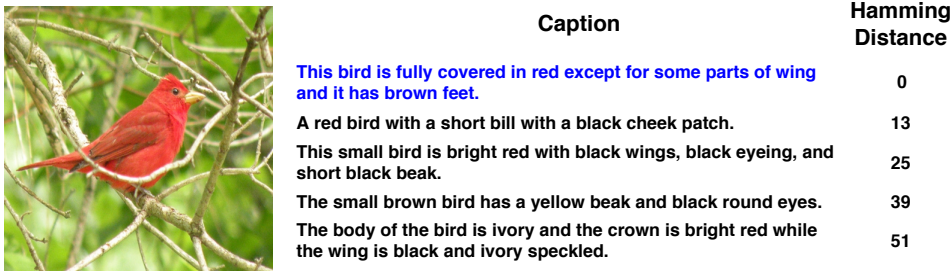 Caption
Hamming
Distance
This bird is fully covered in red except for some parts of wing
and it has brown feet.
0
A red bird with a short bill with a black cheek patch.
13
This small bird is bright red with black wings, black eyeing, and
short black beak.
25
The small brown bird has a yellow beak and black round eyes.
39
The body of the bird is ivory and the crown is bright red while
the wing is black and ivory speckled.
51